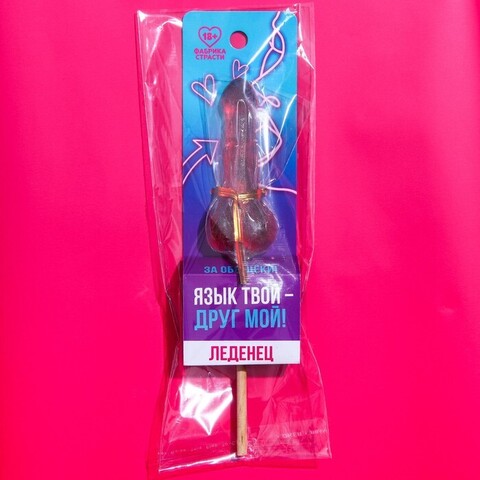 18+
ФАБРИКА
СТРАСТИ
ЯЗЫК ТВОЙ –
ДРУГ МОЙ!
ЛЕДЕНЕЦ